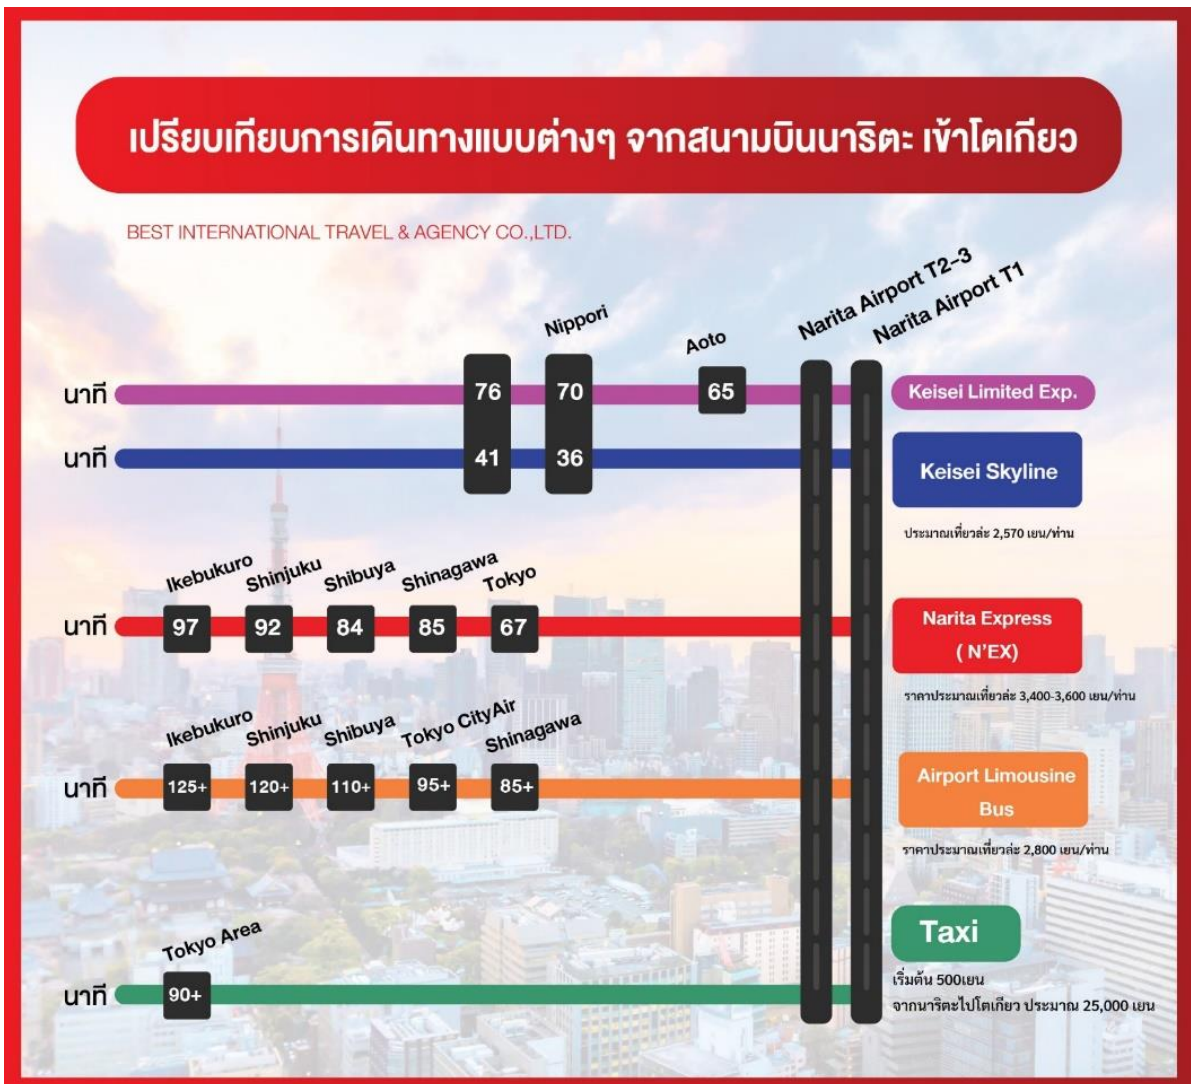 เปรียบเทียบการเดินทางแบบต่างๆ จากสนามบินนาริตะ เข้าโตเกียว
BEST INTERNATIONAL TRAVEL & AGENCY CO.,LTD.
Nippori
Aoto
Narita Airport T2-3
Narita Airport T1
นาที
76
70
65
Keisei Limited Exp.
นาที
41
36
Keisei Skyline
ประมาณเที่ยวล่ะ 2,570 เยน/ท่าน
Ikebukuro
Shinjuku
Shibuya
Shinagawa
Tokyo
นาที
97
92
84
85
67
Narita Express
( N'EX)
ราคาประมาณเที่ยวล่ะ 3,400-3,600 เยน/ท่าน
Ikebukuro
Shinjuku
Shibuya
Tokyo CityAir
Shinagawa
นาที
125+
120+
110+
95+
85+
Airport Limousine
Bus
ราคาประมาณเที่ยวล่ะ 2,800 เยน/ท่าน
Tokyo Area
นาที
90+
Taxi
เริ่มต้น 500เยน
จากนาริตะไปโตเกียว ประมาณ 25,000 เยน